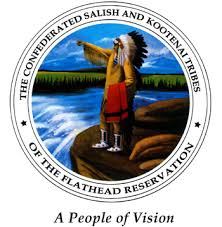 THE CONFEDERATED SALISH AND KOOTENAI TRIBES
OF THE FLATHEAD RESERVATION
A People of Vision